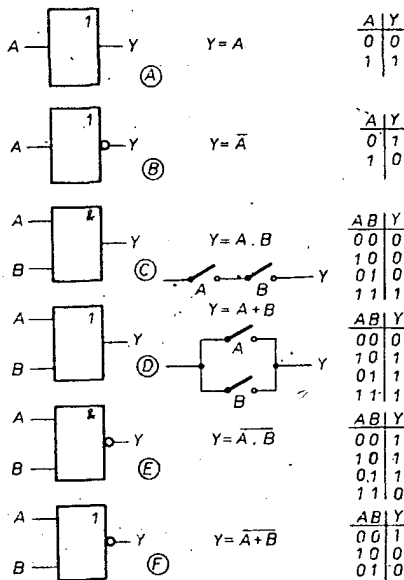 1
A Y
Y = A
A Y
0 0
1 1
A
1
A Y
Y = A̅
A Y
0 1
1 0
B
&
A
B
Y
Y = A . B
A B Y
C
A B Y
0 0 0
1 0 0
0 1 0
1 1 1
1
A
B
Y
Y = A + B
D
A
B
Y
A B Y
0 0 0
1 0 1
0 1 1
1 1 1
&
A
B
Y
Y = A̅ ̅.̅ ̅B̅
E
A B Y
0 0 1
1 0 1
0.1 1
1 1 0
1
A
B
Y
Y = A̅ ̅+̅ ̅B̅
F
A B Y
0 0 1
1 0 0
0 1 0